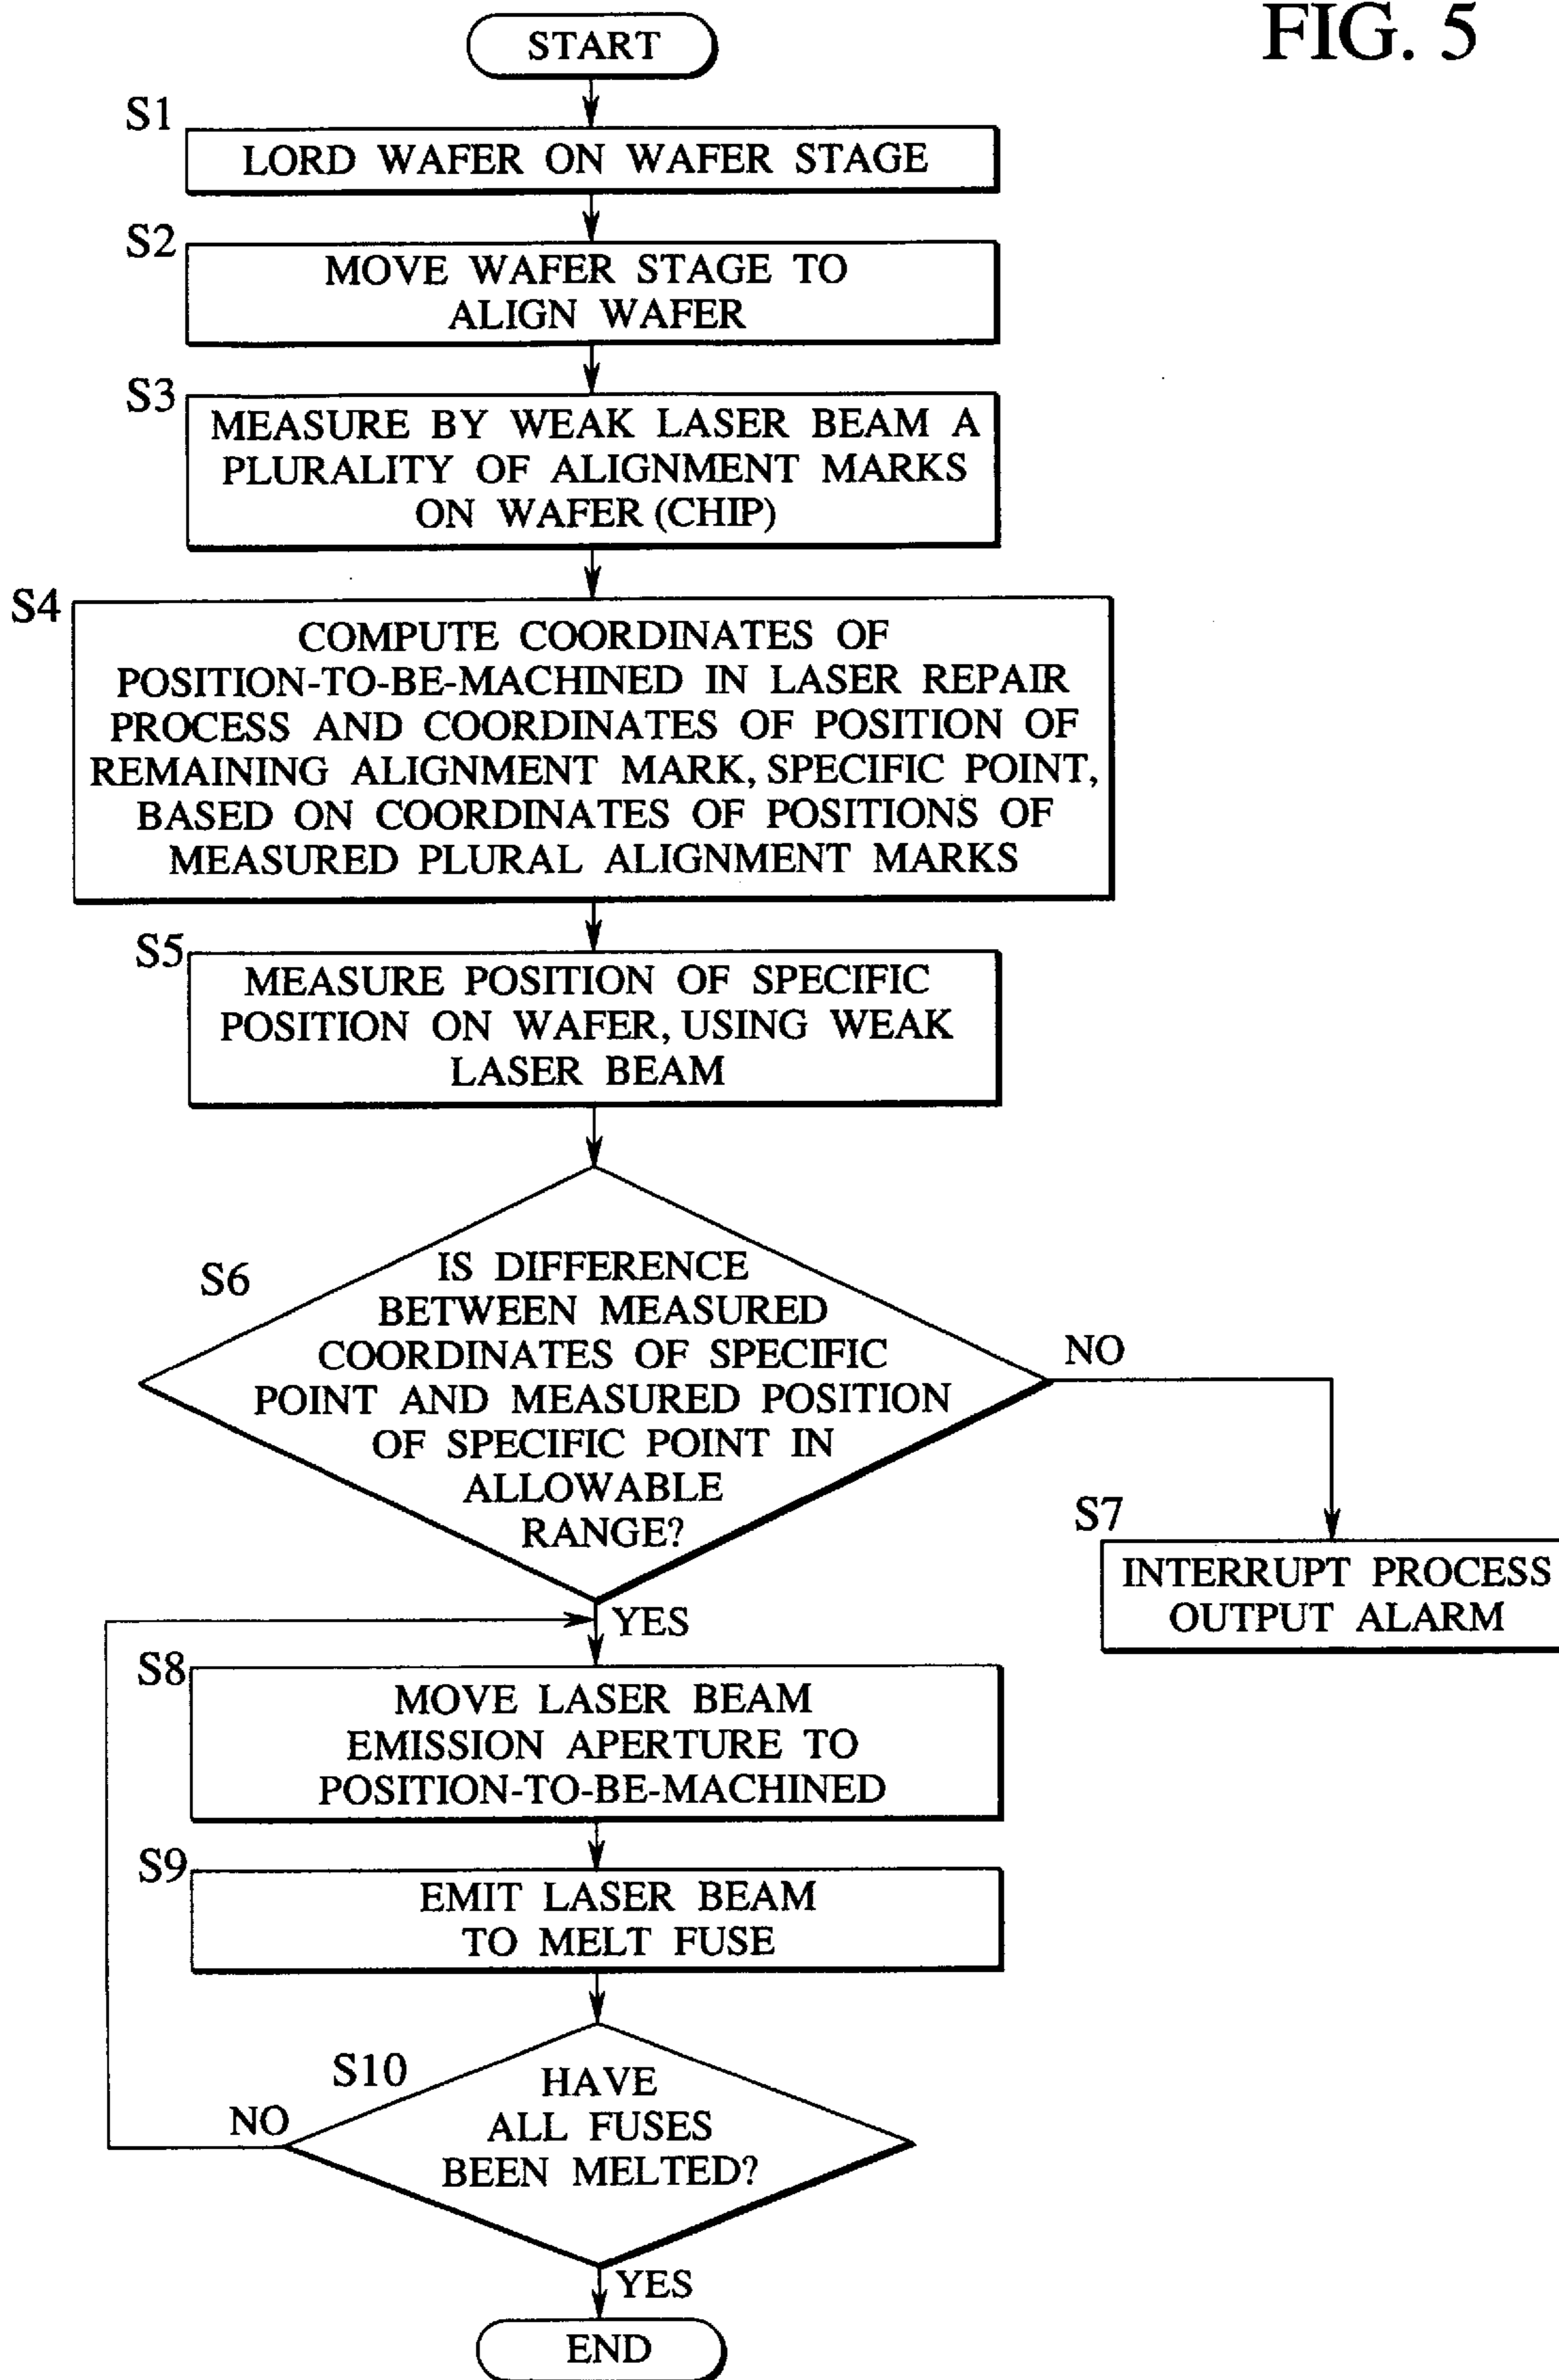 FIG. 5
START
S1
LORD WAFER ON WAFER STAGE
S2
MOVE WAFER STAGE TO
ALIGN WAFER
S3
MEASURE BY WEAK LASER BEAM A
PLURALITY OF ALIGNMENT MARKS
ON WAFER (CHIP)
S4
COMPUTE COORDINATES OF
POSITION-TO-BE-MACHINED IN LASER REPAIR
PROCESS AND COORDINATES OF POSITION OF
REMAINING ALIGNMENT MARK, SPECIFIC POINT,
BASED ON COORDINATES OF POSITIONS OF
MEASURED PLURAL ALIGNMENT MARKS
S5
MEASURE POSITION OF SPECIFIC
POSITION ON WAFER, USING WEAK
LASER BEAM
S6
IS DIFFERENCE
BETWEEN MEASURED
COORDINATES OF SPECIFIC
POINT AND MEASURED POSITION
OF SPECIFIC POINT IN
ALLOWABLE
RANGE?
NO
S7
INTERRUPT PROCESS
OUTPUT ALARM
YES
S8
MOVE LASER BEAM
EMISSION APERTURE TO
POSITION-TO-BE-MACHINED
S9
EMIT LASER BEAM
TO MELT FUSE
S10
HAVE
ALL FUSES
BEEN MELTED?
NO
YES
END